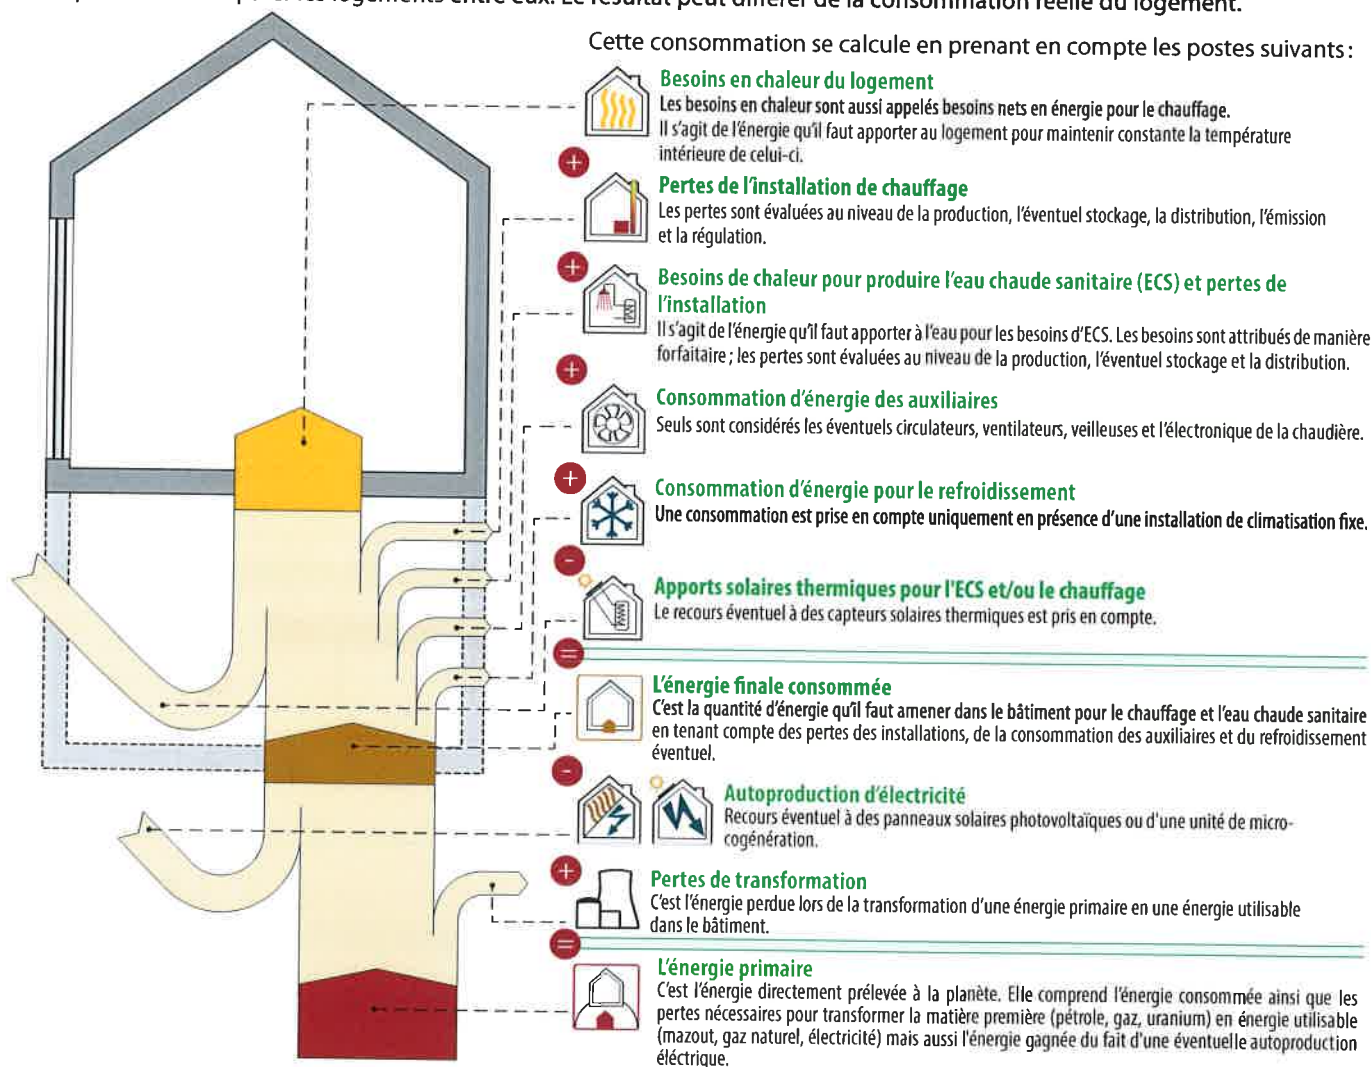 les logements entre eux. Le résultat peut différer de la consommation réelle du logement.
Cette consommation se calcule en prenant en compte les postes suivants :
Besoins en chaleur du logement
Les besoins en chaleur sont aussi appelés besoins nets en énergie pour le chauffage.
Il s'agit de l'énergie qu'il faut apporter au logement pour maintenir constante la température
intérieure de celui-ci.
+
Pertes de l'installation de chauffage
Les pertes sont évaluées au niveau de la production, l'éventuel stockage, la distribution, l'émission
et la régulation.
+
Besoins de chaleur pour produire l'eau chaude sanitaire (ECS) et pertes de
l'installation
Il s'agit de l'énergie qu'il faut apporter à l'eau pour les besoins d'ECS. Les besoins sont attribués de manière
forfaitaire ; les pertes sont évaluées au niveau de la production, l'éventuel stockage et la distribution.
+
Consommation d'énergie des auxiliaires
Seuls sont considérés les éventuels circulateurs, ventilateurs, veilleuses et l'électronique de la chaudière.
+
Consommation d'énergie pour le refroidissement
Une consommation est prise en compte uniquement en présence d'une installation de climatisation fixe.
-
Apports solaires thermiques pour l'ECS et/ou le chauffage
Le recours éventuel à des capteurs solaires thermiques est pris en compte.
=
L'énergie finale consommée
C'est la quantité d'énergie qu'il faut amener dans le bâtiment pour le chauffage et l'eau chaude sanitaire
en tenant compte des pertes des installations, de la consommation des auxiliaires et du refroidissement
éventuel.
-
Autoproduction d'électricité
Recours éventuel à des panneaux solaires photovoltaïques ou d'une unité de micro-
cogénération.
+
Pertes de transformation
C'est l'énergie perdue lors de la transformation d'une énergie primaire en une énergie utilisable
dans le bâtiment.
=
L'énergie primaire
C'est l'énergie directement prélevée à la planète. Elle comprend l'énergie consommée ainsi que les
pertes nécessaires pour transformer la matière première (pétrole, gaz, uranium) en énergie utilisable
(mazout, gaz naturel, électricité) mais aussi l'énergie gagnée du fait d'une éventuelle autoproduction
éléctrique.